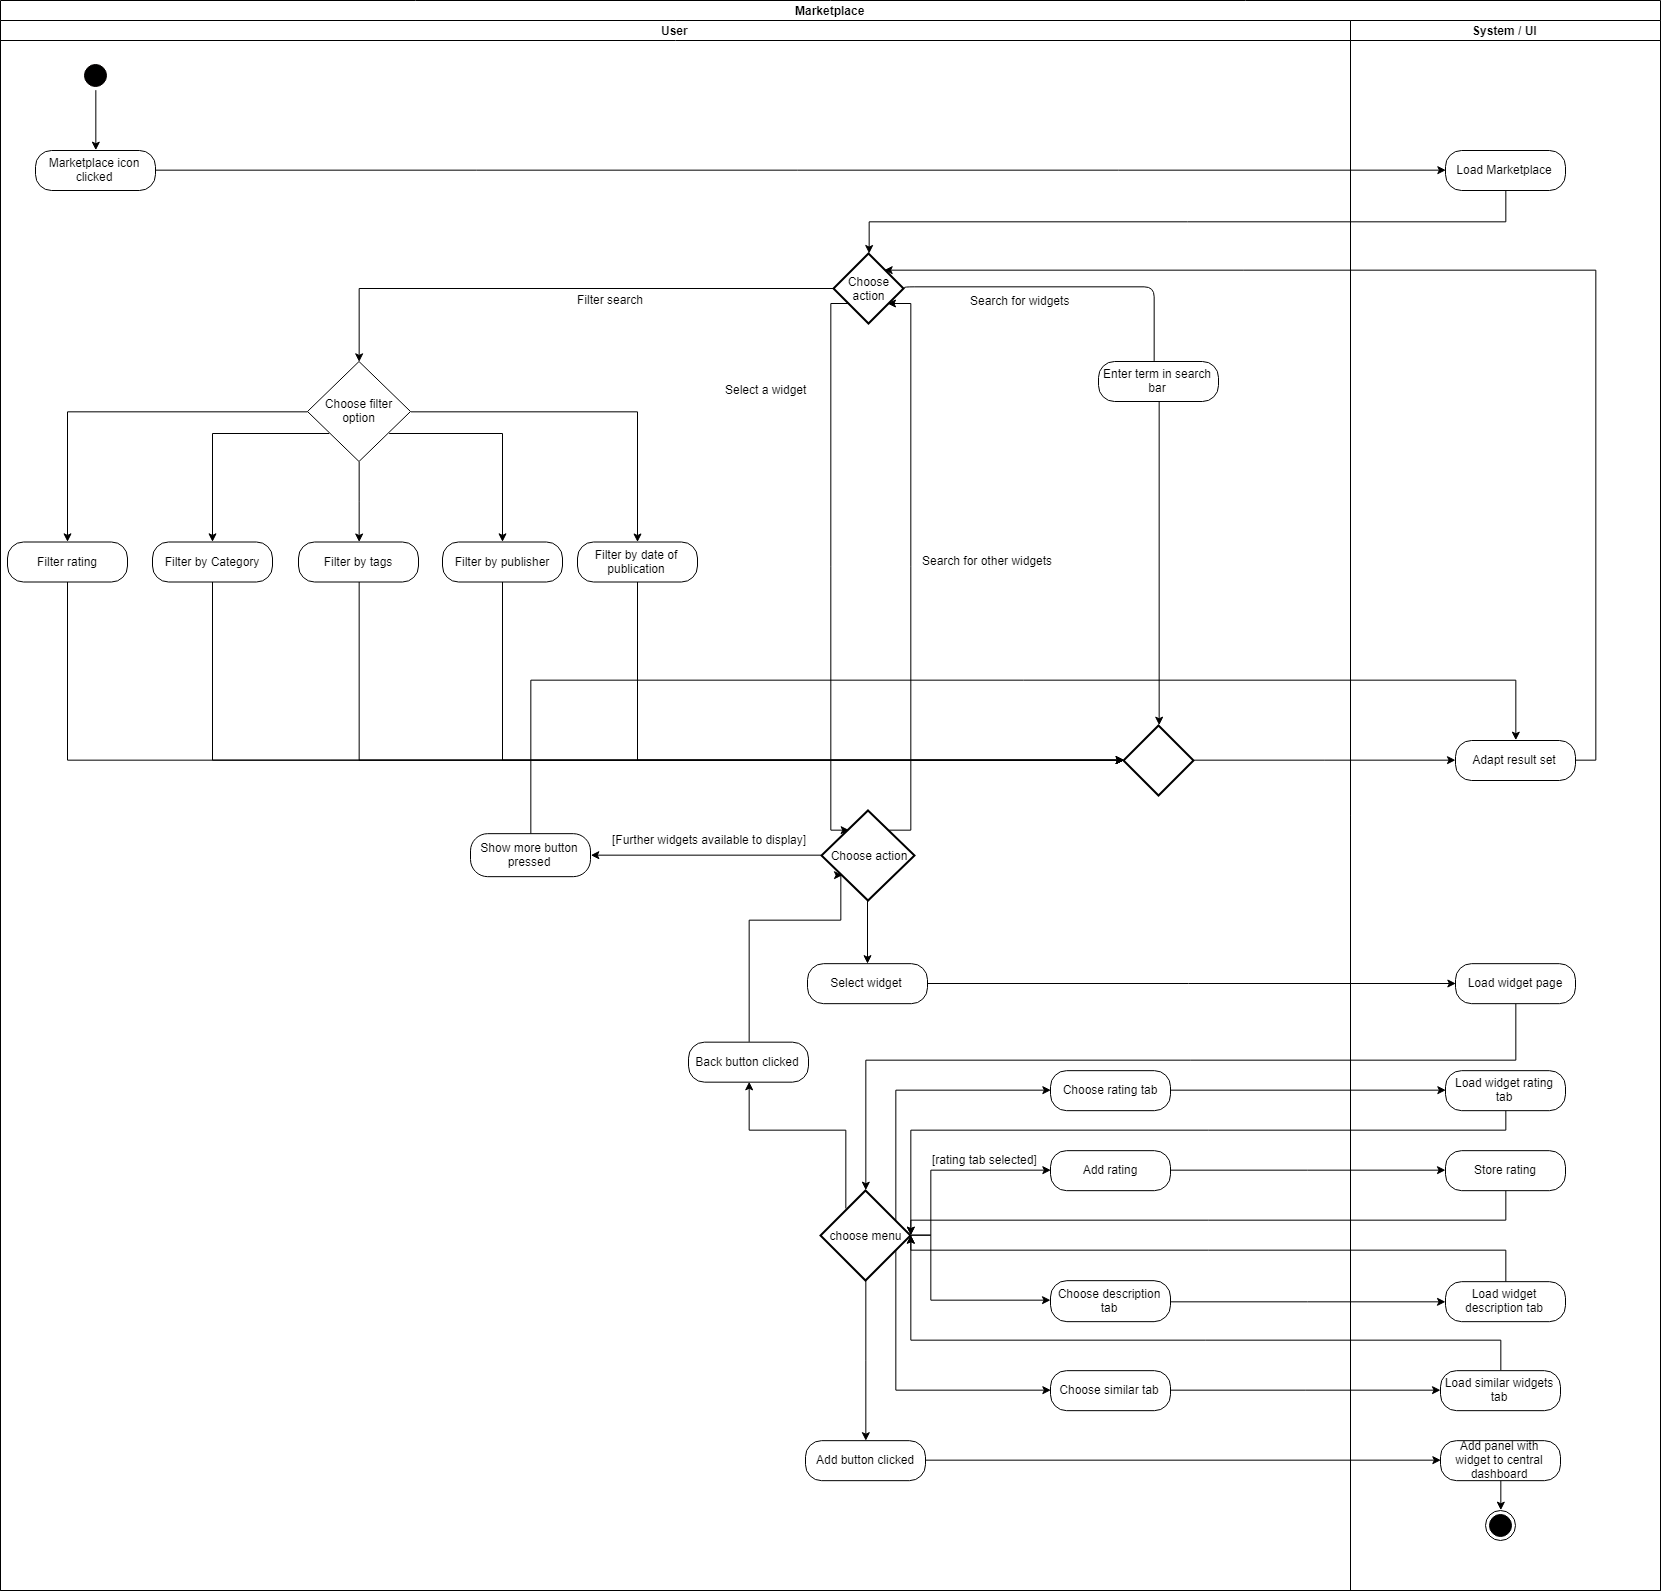 Marketplace
User
System / UI
Marketplace icon
clicked
Load Marketplace
Choose
action
Filter search
Search for widgets
Enter term in search
bar
Select a widget
Choose filter
option
Filter rating
Filter by Category
Filter by tags
Filter by publisher
Filter by date of
publication
Search for other widgets
Adapt result set
Show more button
pressed
[Further widgets available to display]
Choose action
Select widget
Load widget page
Back button clicked
Choose rating tab
Load widget rating
tab
[rating tab selected]
Add rating
Store rating
choose menu
Choose description
tab
Load widget
description tab
Choose similar tab
Load similar widgets
tab
Add button clicked
Add panel with
widget to central
dashboard